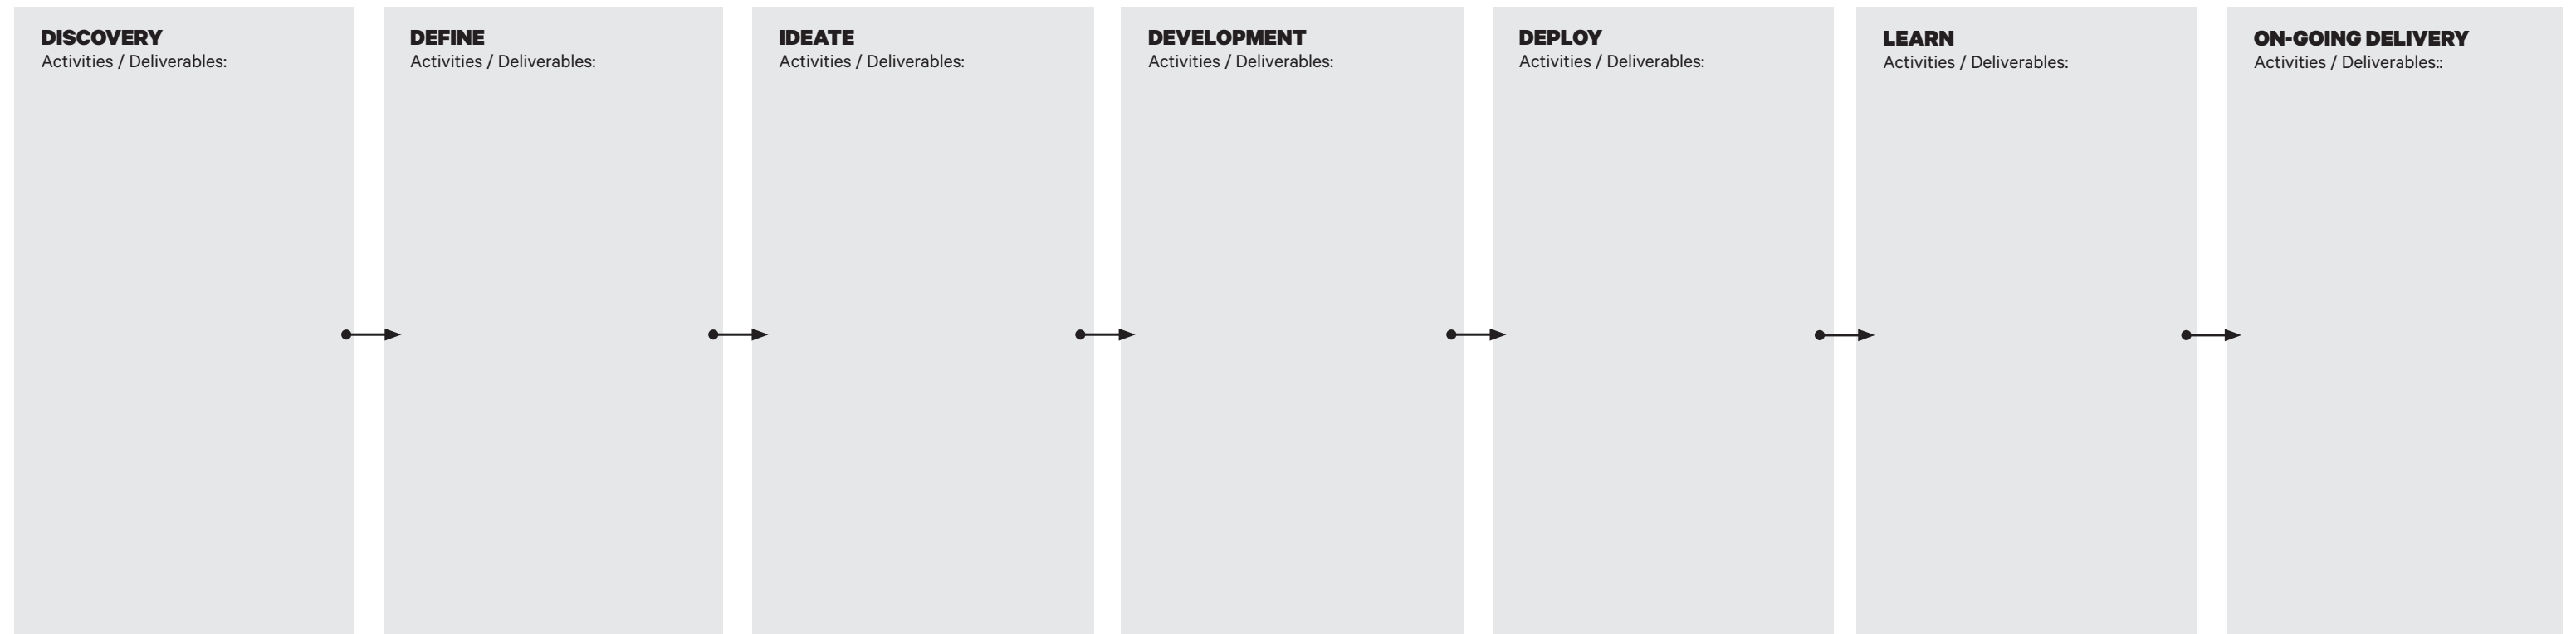 DISCOVERY
Activities / Deliverables:
DEFINE
Activities / Deliverables:
IDEATE
Activities / Deliverables:
DEVELOPMENT
Activities / Deliverables:
DEPLOY
Activities / Deliverables:
LEARN
Activities / Deliverables:
ON-GOING DELIVERY
Activities / Deliverables::